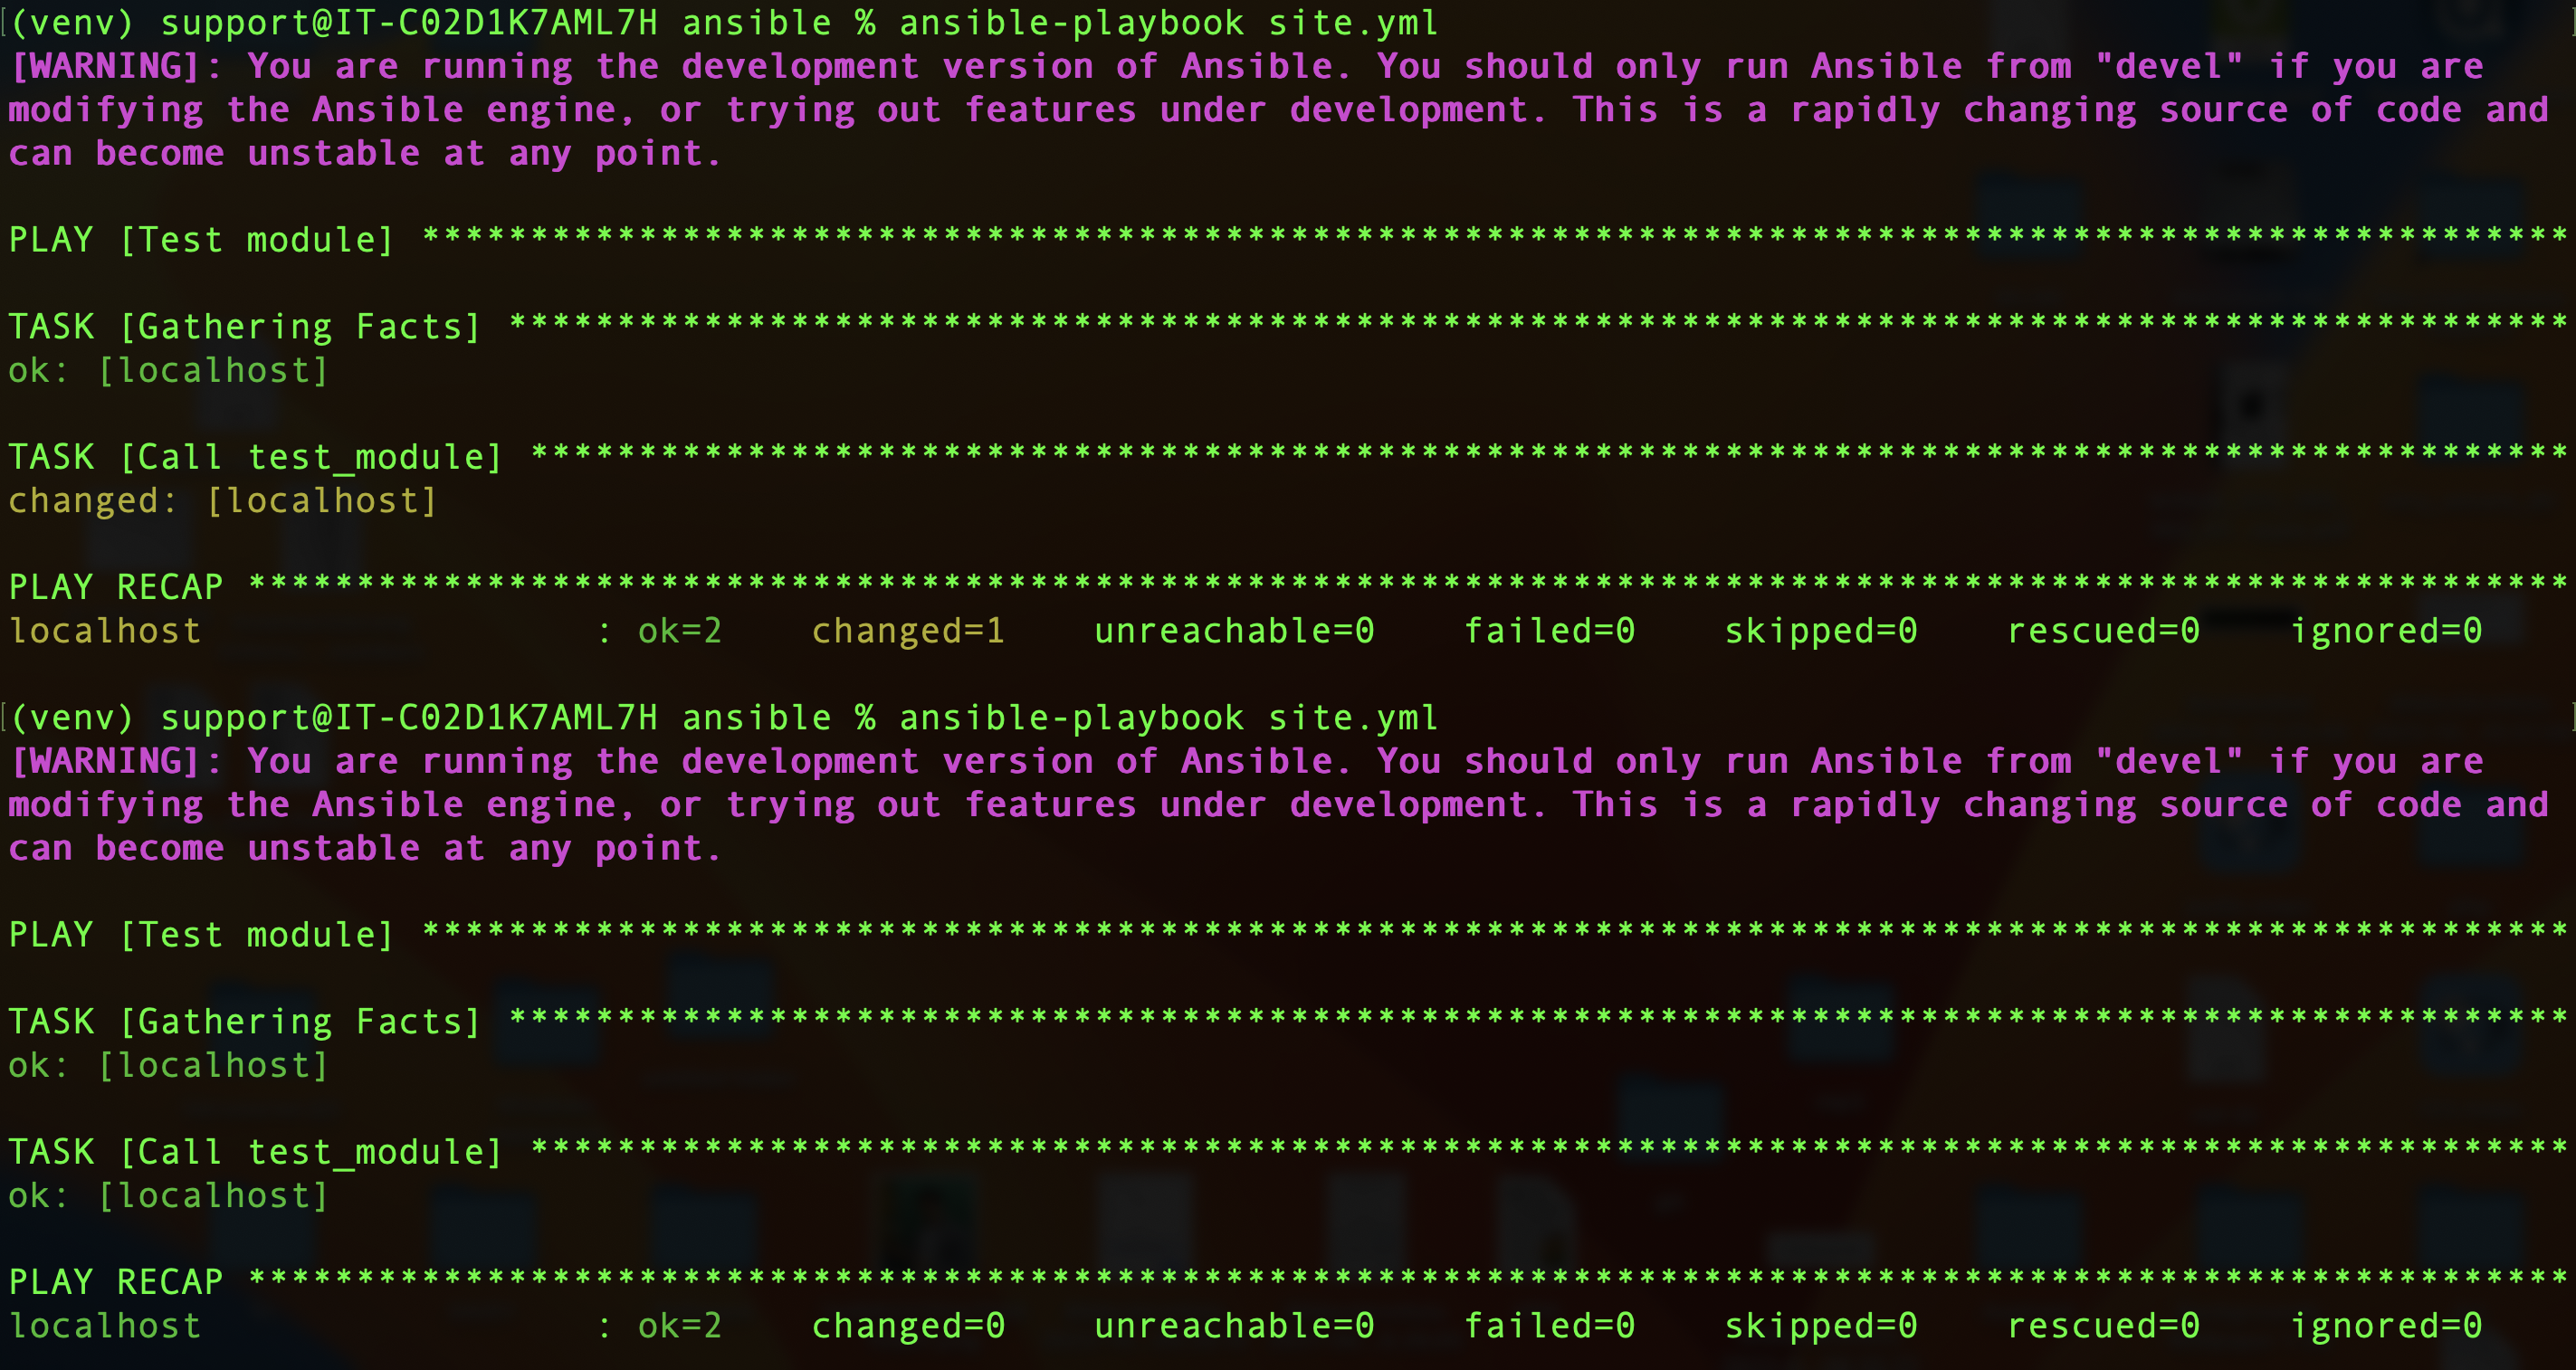 (venv) support@IT-C02D1K7AML7H ansible % ansible-playbook site.yml
[WARNING]: You are running the development version of Ansible. You should only run Ansible from "devel" if you are
modifying the Ansible engine, or trying out features under development. This is a rapidly changing source of code and
can become unstable at any point.
PLAY [Test module] ***************************************************************************************************
TASK [Gathering Facts] ***********************************************************************************************
ok: [localhost]
TASK [Call test_module] **********************************************************************************************
changed: [localhost]
PLAY RECAP ***********************************************************************************************************
localhost                  : ok=2    changed=1    unreachable=0    failed=0    skipped=0    rescued=0    ignored=0
(venv) support@IT-C02D1K7AML7H ansible % ansible-playbook site.yml
[WARNING]: You are running the development version of Ansible. You should only run Ansible from "devel" if you are
modifying the Ansible engine, or trying out features under development. This is a rapidly changing source of code and
can become unstable at any point.
PLAY [Test module] ***************************************************************************************************
TASK [Gathering Facts] ***********************************************************************************************
ok: [localhost]
TASK [Call test_module] **********************************************************************************************
ok: [localhost]
PLAY RECAP ***********************************************************************************************************
localhost                  : ok=2    changed=0    unreachable=0    failed=0    skipped=0    rescued=0    ignored=0